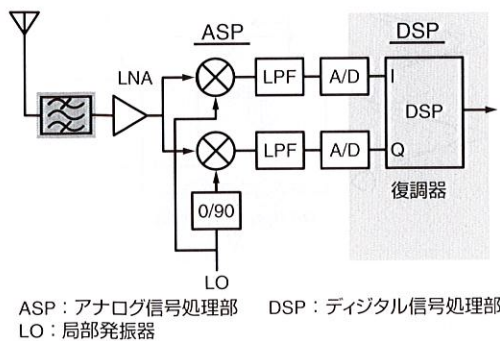 ASP
DSP
LNA
LPF
A/D
I
DSP
LPF
A/D
Q
復調器
0/90
LO
ASP:アナログ信号処理部 DSP:ディジタル信号処理部
LO:局部発振器